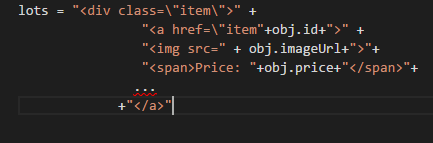 lots = "<div class=\"item\">" +
"<a href=\"item"+obj.id+">" +
"<img src=" + obj.imageUrl+">"+
"<span>Price: "+obj.price+"</span>"+
...
+"</a>"